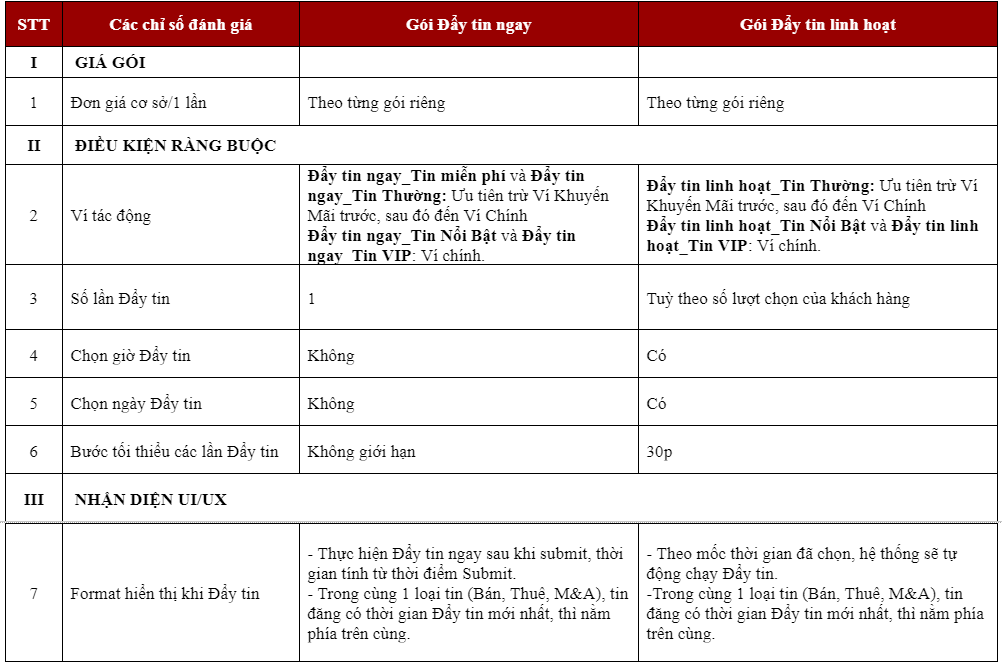 STT Các chỉ số đánh giá Gói Đẩy tin ngay Gói Đẩy tin linh hoạt
I GIÁ GÓI
1 Đơn giá cơ sở/1 lần Theo từng gói riêng Theo từng gói riêng
II ĐIỀU KIỆN RÀNG BUỘC
2 Ví tác động
Đẩy tin ngay_Tin miễn phí và Đẩy tin
ngay_Tin Thường: Ưu tiên trừ Ví Khuyến
Mãi trước, sau đó đến Ví Chính
Đẩy tin ngay_Tin Nổi Bật và Đẩy tin
ngay_Tin VIP: Ví chính.
Đẩy tin linh hoạt_Tin Thường: Ưu tiên trừ Ví
Khuyến Mãi trước, sau đó đến Ví Chính
Đẩy tin linh hoạt_Tin Nổi Bật và Đẩy tin linh
hoạt_Tin VIP: Ví chính.
3 Số lần Đẩy tin 1 Tuỳ theo số lượt chọn của khách hàng
4 Chọn giờ Đẩy tin Không Có
5 Chọn ngày Đẩy tin Không Có
6 Bước tối thiểu các lần Đẩy tin Không giới hạn 30p
III NHẬN DIỆN UI/UX
7 Format hiển thị khi Đẩy tin
- Thực hiện Đẩy tin ngay sau khi submit, thời
gian tính từ thời điểm Submit.
- Trong cùng 1 loại tin (Bán, Thuê, M&A), tin
đăng có thời gian Đẩy tin mới nhất, thì nằm
phía trên cùng.
- Theo mốc thời gian đã chọn, hệ thống sẽ tự
động chạy Đẩy tin.
-Trong cùng 1 loại tin (Bán, Thuê, M&A), tin
đăng có thời gian Đẩy tin mới nhất, thì nằm phía
trên cùng.